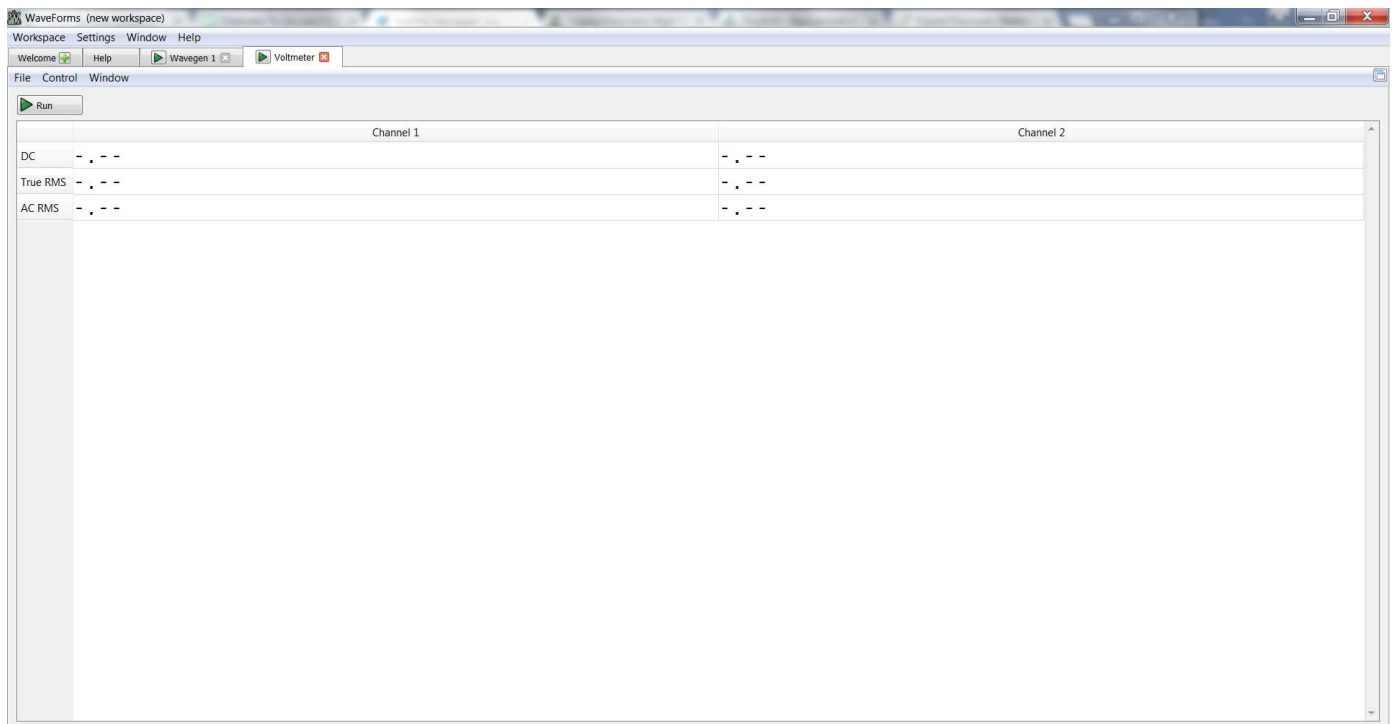 WaveForms (new workspace)
Workspace Settings Window Help
Welcome Help Wavegen 1 Voltmeter
File Control Window
Run
Channel 1 Channel 2
DC -.-- -.--
True RMS -.-- -.--
AC RMS -.-- -.--